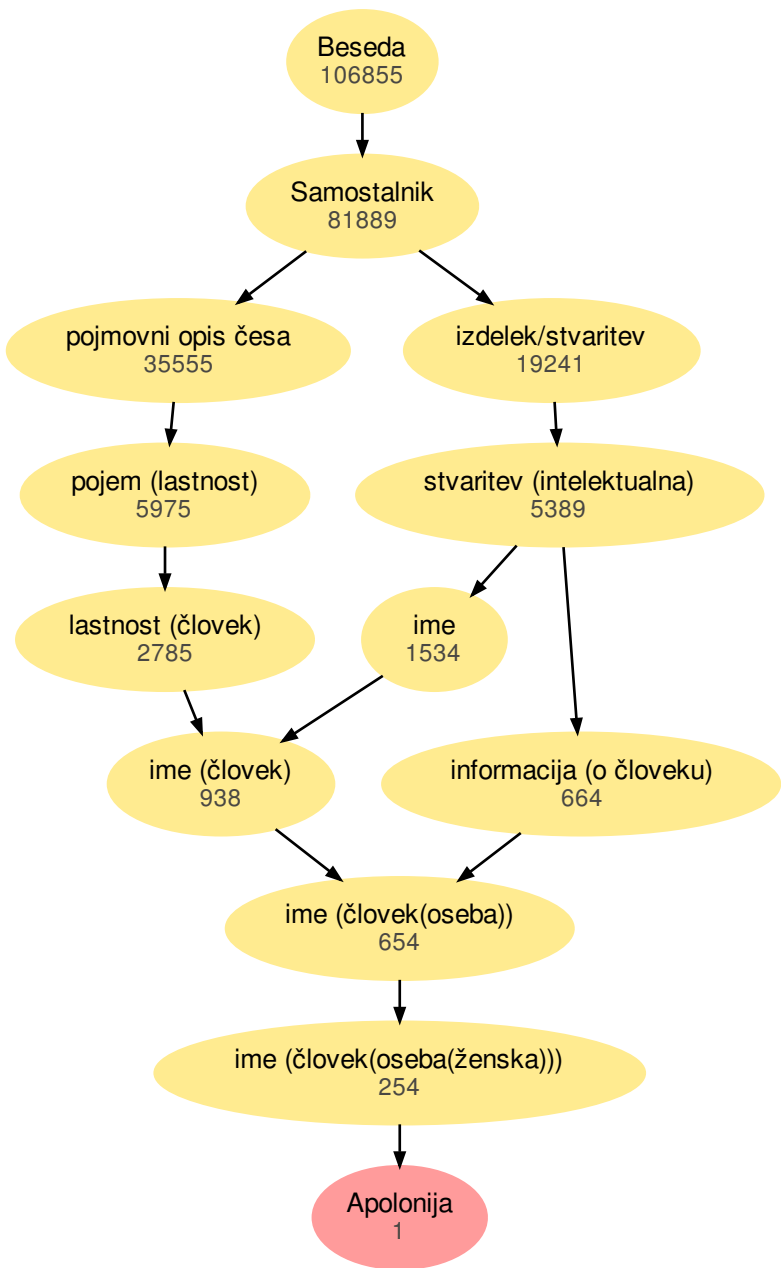 Beseda
106855
Samostalnik
81889
pojmovni opis česa
35555
izdelek/stvaritev
19241
pojem (lastnost)
5975
stvaritev (intelektualna)
5389
lastnost (človek)
2785
ime
1534
ime (človek)
938
informacija (o človeku)
664
ime (človek(oseba))
654
ime (človek(oseba(ženska)))
254
Apolonija
1